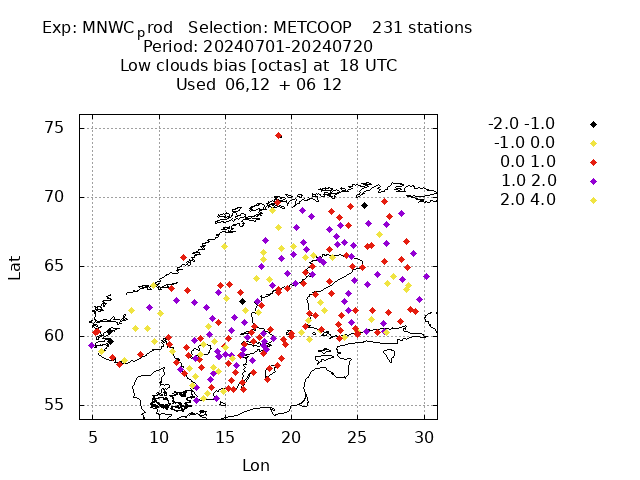 Exp: MNWCprod Selection: METCOOP 231 stations
Period: 20240701-20240720
Low clouds bias [octas] at 18 UTC
Used 06,12 + 06 12
-2.0 -1.0
-1.0 0.0
0.0 1.0
1.0 2.0
2.0 4.0
75
70
65
60
55
Lat
5 10 15 20 25 30
Lon